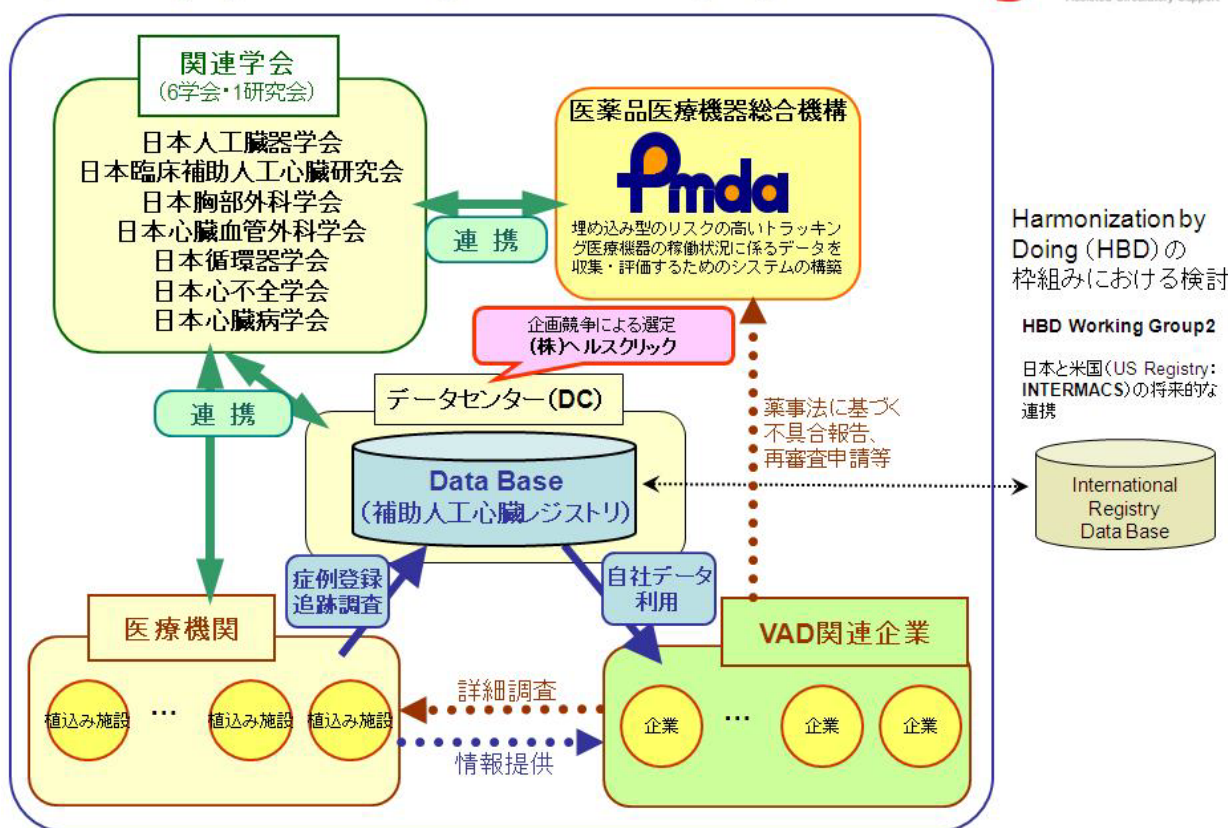 関連学会
(6学会・1研究会)
日本人工臓器学会
日本臨床補助人工心臓研究会
日本胸部外科学会
日本心臓血管外科学会
日本循環器学会
日本心不全学会
日本心臓病学会
連 携
医薬品医療機器総合機構
Pmda
埋め込み型のリスクの高いトラッキン
グ医療機器の稼働状況に係るデータを
収集・評価するためのシステムの構築
Harmonization by
Doing (HBD)の
枠組みにおける検討
HBD Working Group2
日本と米国(US Registry:
INTERMACS)の将来的な
連携
International
Registry
Data Base
企画競争による選定
(株)ヘルスクリック
データセンター(DC)
Data Base
(補助人工心臓レジストリ)
連 携
薬事法に基づく
不具合報告、
再審査申請等
症例登録
追跡調査
自社データ
利用
医療機関
植込み施設
…
植込み施設
植込み施設
詳細調査
情報提供
VAD関連企業
企業
…
企業
企業